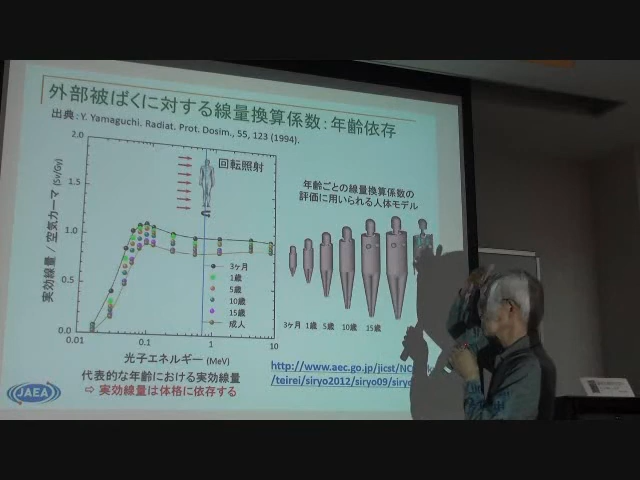 外部被ばくに対する線量換算係数：年齢依存
出典：Y. Yamaguchi. Radiat. Prot. Dosim., 55, 123 (1994).
2.0
1.5
1.0
0.5
0.0
実効線量 / 空気カーマ (Sv/Gy)
回転照射
3ヶ月
1歳
5歳
10歳
15歳
成人
0.01 0.1 1 10
光子エネルギー (MeV)
年齢ごとの線量換算係数の
評価に用いられる人体モデル
3ヶ月 1歳 5歳 10歳 15歳
http://www.aec.go.jp/jicst/NC
/teirei/siryo2012/siryo09/siryo
代表的な年齢における実効線量
⇨ 実効線量は体格に依存する
JAEA